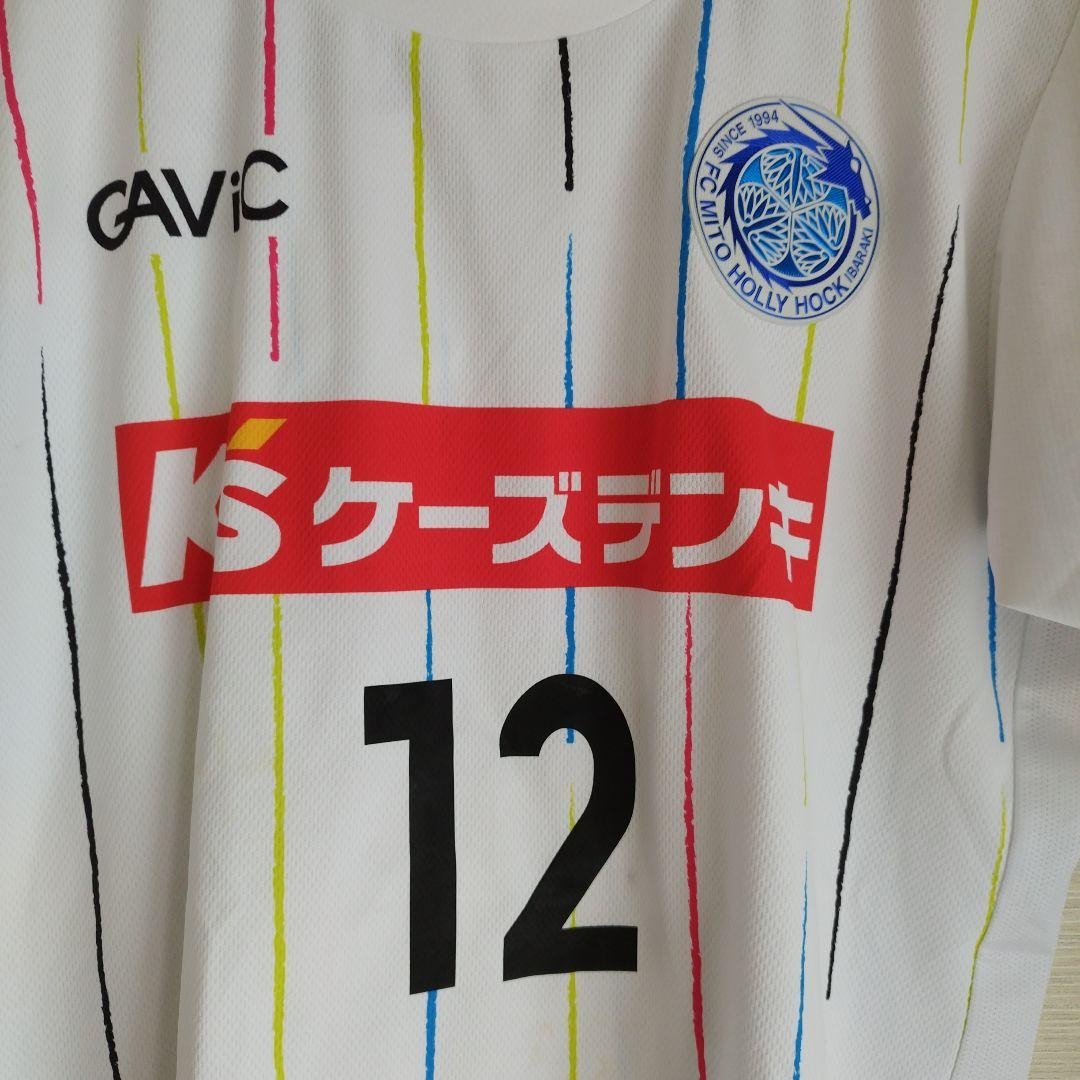 GAViC
SINCE 1994
FC MITO HOLLY HOCK IBARAKI
K'S ケーズデンキ
12